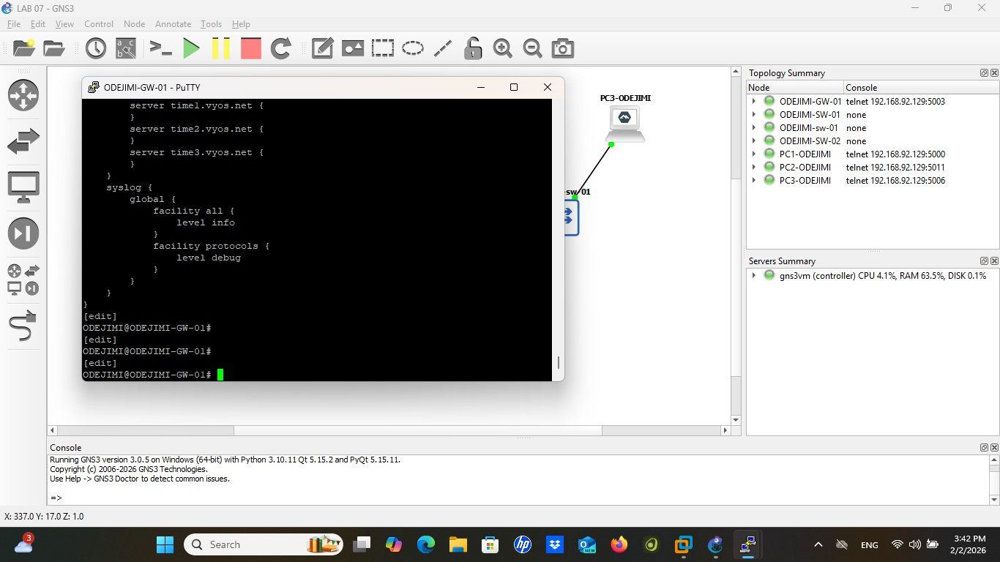 LAB 07 - GNS3
File Edit View Control Node Annotate Tools Help
ODEJIMI-GW-01 - PuTTY
server time1.vyos.net {
}
server time2.vyos.net {
}
server time3.vyos.net {
}
}
syslog {
global {
facility all {
level info
}
facility protocols {
level debug
}
}
}
}
[edit]
ODEJIMI@ODEJIMI-GW-01#
[edit]
ODEJIMI@ODEJIMI-GW-01#
[edit]
ODEJIMI@ODEJIMI-GW-01#
PC3-ODEJIMI
-sw-01
Topology Summary
Node Console
ODEJIMI-GW-01 telnet 192.168.92.129:5003
ODEJIMI-SW-01 none
ODEJIMI-sw-01 none
ODEJIMI-SW-02 none
PC1-ODEJIMI telnet 192.168.92.129:5000
PC2-ODEJIMI telnet 192.168.92.129:5011
PC3-ODEJIMI telnet 192.168.92.129:5006
Servers Summary
gns3vm (controller) CPU 4.1%, RAM 63.5%, DISK 0.1%
Console
Running GNS3 version 3.0.5 on Windows (64-bit) with Python 3.10.11 Qt 5.15.2 and PyQt 5.15.11.
Copyright (c) 2006-2026 GNS3 Technologies.
Use Help -> GNS3 Doctor to detect common issues.
=>
X: 337.0 Y: 17.0 Z: 1.0
3
Search
hp
NEW
ENG
3:42 PM
2/2/2026